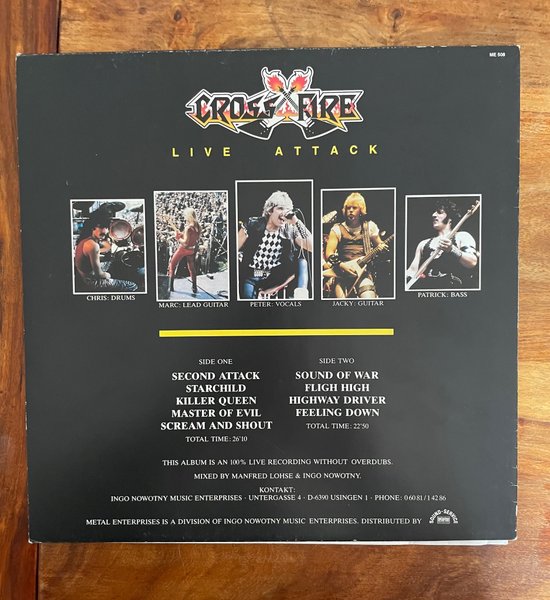 ME 508
CROSSFIRE
LIVE ATTACK
CHRIS: DRUMS
MARC: LEAD GUITAR
PETER: VOCALS
JACKY: GUITAR
PATRICK: BASS
SIDE ONE
SECOND ATTACK
STARCHILD
KILLER QUEEN
MASTER OF EVIL
SCREAM AND SHOUT
TOTAL TIME: 26'10
SIDE TWO
SOUND OF WAR
FLIGH HIGH
HIGHWAY DRIVER
FEELING DOWN
TOTAL TIME: 22'50
THIS ALBUM IS AN 100% LIVE RECORDING WITHOUT OVERDUBS.
MIXED BY MANFRED LOHSE & INGO NOWOTNY.
KONTAKT:
INGO NOWOTNY MUSIC ENTERPRISES · UNTERGASSE 4 · D-6390 USINGEN 1 · PHONE: 0 60 81/1 42 86
METAL ENTERPRISES IS A DIVISION OF INGO NOWOTNY MUSIC ENTERPRISES. DISTRIBUTED BY
SOUND-SERVICE